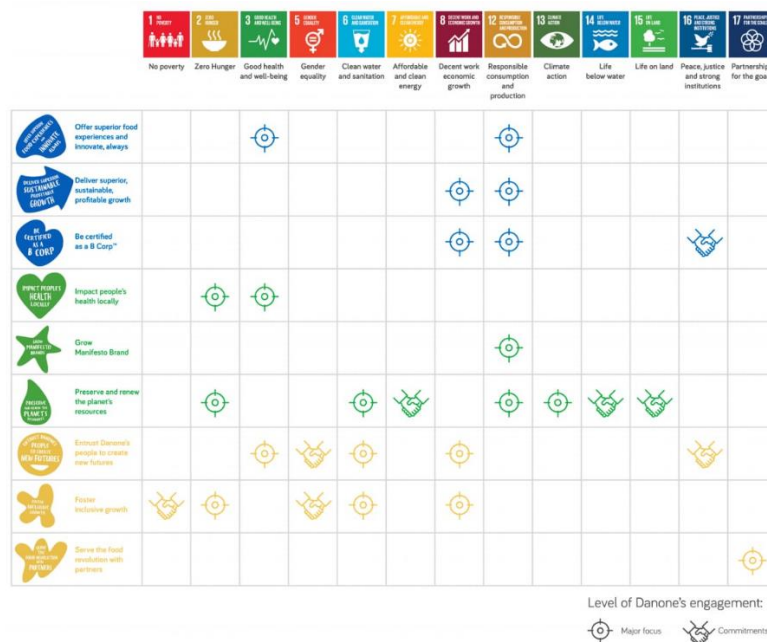 1 NO POVERTY
2 ZERO HUNGER
3 GOOD HEALTH AND WELL-BEING
5 GENDER EQUALITY
6 CLEAN WATER AND SANITATION
7 AFFORDABLE AND CLEAN ENERGY
8 DECENT WORK AND ECONOMIC GROWTH
12 RESPONSIBLE CONSUMPTION AND PRODUCTION
13 CLIMATE ACTION
14 LIFE BELOW WATER
15 LIFE ON LAND
16 PEACE, JUSTICE AND STRONG INSTITUTIONS
17 PARTNERSHIPS FOR THE GOALS
No poverty
Zero Hunger
Good health
and well-being
Gender
equality
Clean water
and sanitation
Affordable
and clean
energy
Decent work
economic
growth
Responsible
consumption
and
production
Climate
action
Life
below water
Life on land
Peace, justice
and strong
institutions
Partnership
for the goa
Offer superior food
experiences and
innovate, always
DELIVER SUPERIOR
SUSTAINABLE
PROFITABLE
GROWTH
Deliver superior,
sustainable,
profitable growth
BE
CERTIFIED
AS A
B CORP
Be certified
as a B Corp™
IMPACT PEOPLE'S
HEALTH
LOCALLY
Impact people's
health locally
GROW
MANIFESTO
BRANDS
Grow
Manifesto Brand
Preserve and renew
the planet's
resources
Entrust Danone's
people to create
new futures
Foster
inclusive growth
Serve the food
revolution with
partners
Level of Danone's engagement:
Major focus
Commitments